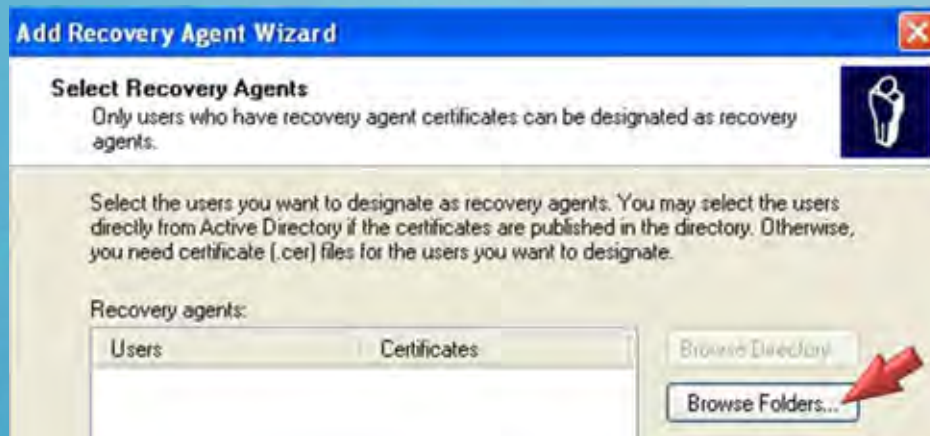 Add Recovery Agent Wizard
Select Recovery Agents
Only users who have recovery agent certificates can be designated as recovery
agents.
Select the users you want to designate as recovery agents. You may select the users
directly from Active Directory if the certificates are published in the directory. Otherwise,
you need certificate (.cer) files for the users you want to designate.
Recovery agents:
Users Certificates
Browse Directory...
Browse Folders...